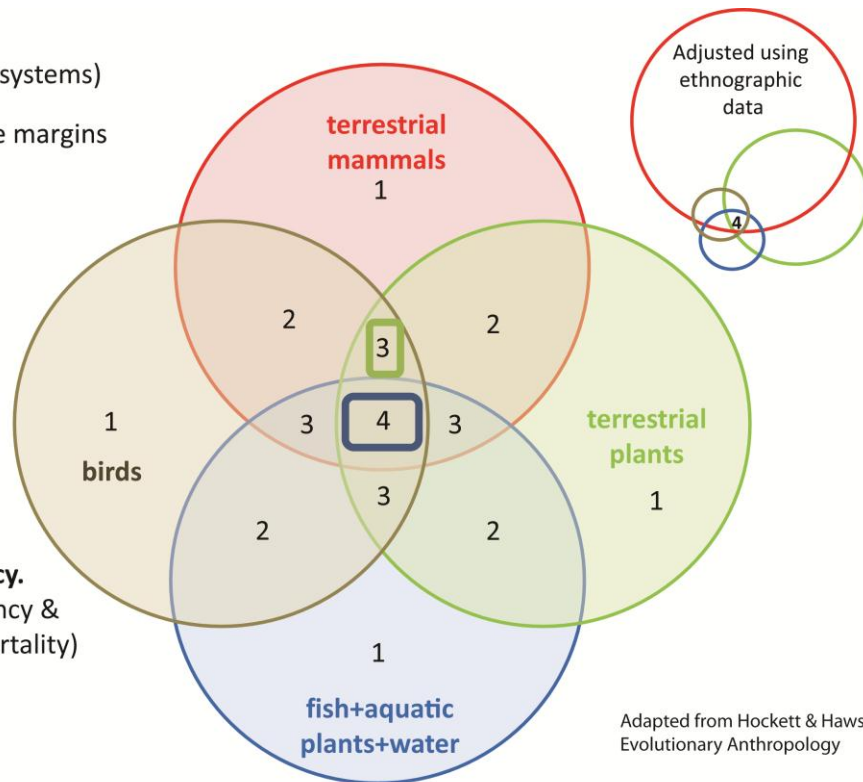 systems)
e margins
terrestrial
mammals
1
Adjusted using
ethnographic
data
4
2
2
3
1
birds
3
4
3
terrestrial
plants
1
3
2
2
cy.
ncy &
rtality)
1
fish+aquatic
plants+water
Adapted from Hockett & Haws
Evolutionary Anthropology